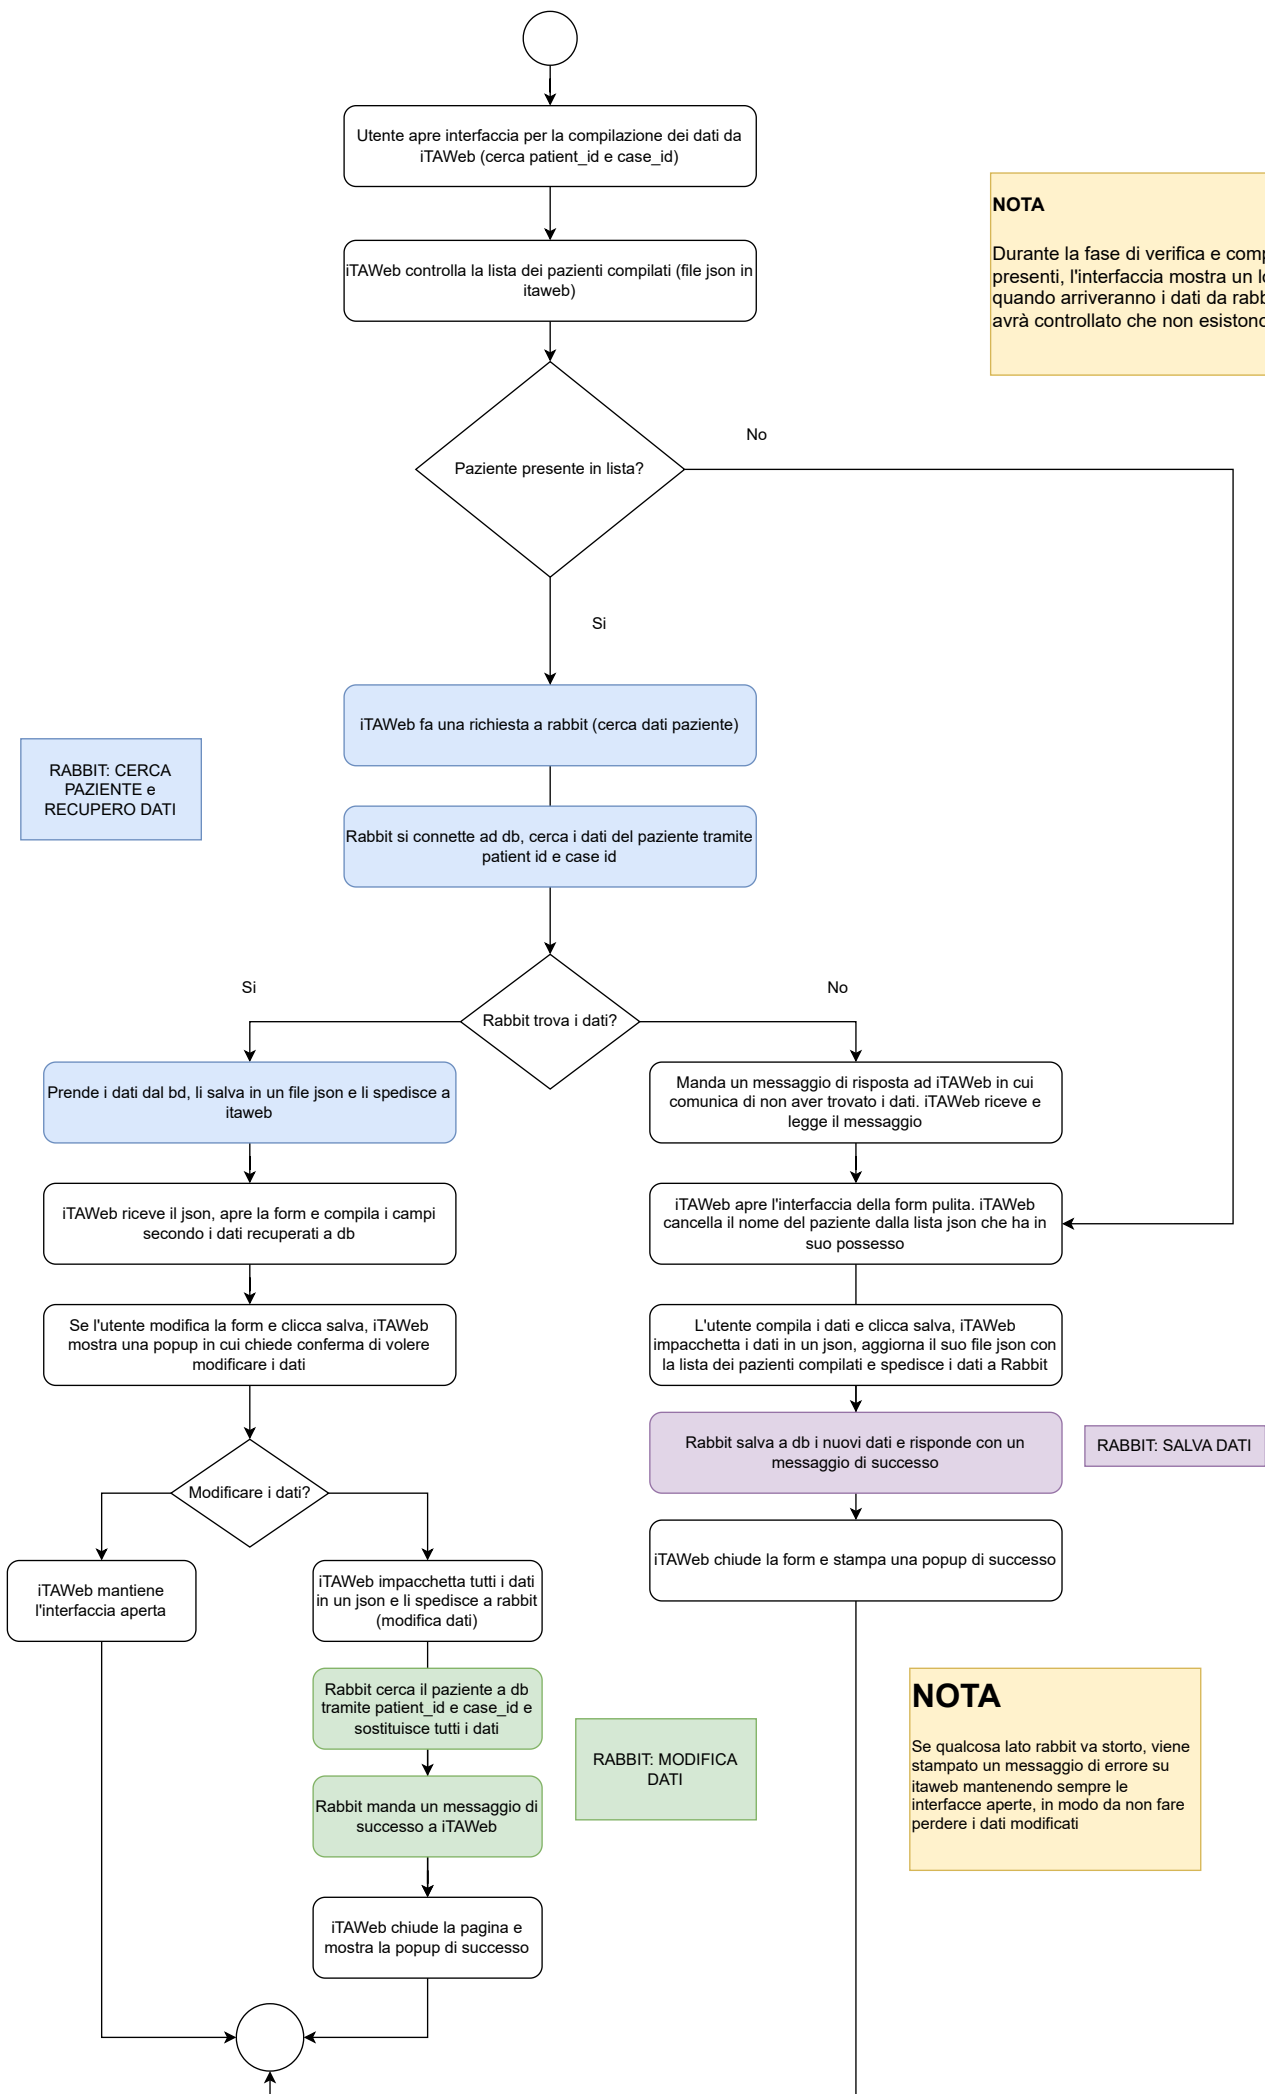 Utente apre interfaccia per la compilazione dei dati da
iTAWeb (cerca patient_id e case_id)
NOTA
Durante la fase di verifica e comp
presenti, l'interfaccia mostra un lo
quando arriveranno i dati da rabb
avrà controllato che non esistono
iTAWeb controlla la lista dei pazienti compilati (file json in
itaweb)
No
Paziente presente in lista?
Si
iTAWeb fa una richiesta a rabbit (cerca dati paziente)
RABBIT: CERCA
PAZIENTE e
RECUPERO DATI
Rabbit si connette ad db, cerca i dati del paziente tramite
patient id e case id
Si
No
Rabbit trova i dati?
Prende i dati dal bd, li salva in un file json e li spedisce a
itaweb
Manda un messaggio di risposta ad iTAWeb in cui
comunica di non aver trovato i dati. iTAWeb riceve e
legge il messaggio
iTAWeb riceve il json, apre la form e compila i campi
secondo i dati recuperati a db
iTAWeb apre l'interfaccia della form pulita. iTAWeb
cancella il nome del paziente dalla lista json che ha in
suo possesso
Se l'utente modifica la form e clicca salva, iTAWeb
mostra una popup in cui chiede conferma di volere
modificare i dati
L'utente compila i dati e clicca salva, iTAWeb
impacchetta i dati in un json, aggiorna il suo file json con
la lista dei pazienti compilati e spedisce i dati a Rabbit
Rabbit salva a db i nuovi dati e risponde con un
messaggio di successo
RABBIT: SALVA DATI
Modificare i dati?
iTAWeb chiude la form e stampa una popup di successo
iTAWeb mantiene
l'interfaccia aperta
iTAWeb impacchetta tutti i dati
in un json e li spedisce a rabbit
(modifica dati)
Rabbit cerca il paziente a db
tramite patient_id e case_id e
sostituisce tutti i dati
RABBIT: MODIFICA
DATI
NOTA
Se qualcosa lato rabbit va storto, viene
stampato un messaggio di errore su
itaweb mantenendo sempre le
interfacce aperte, in modo da non fare
perdere i dati modificati
Rabbit manda un messaggio di
successo a iTAWeb
iTAWeb chiude la pagina e
mostra la popup di successo